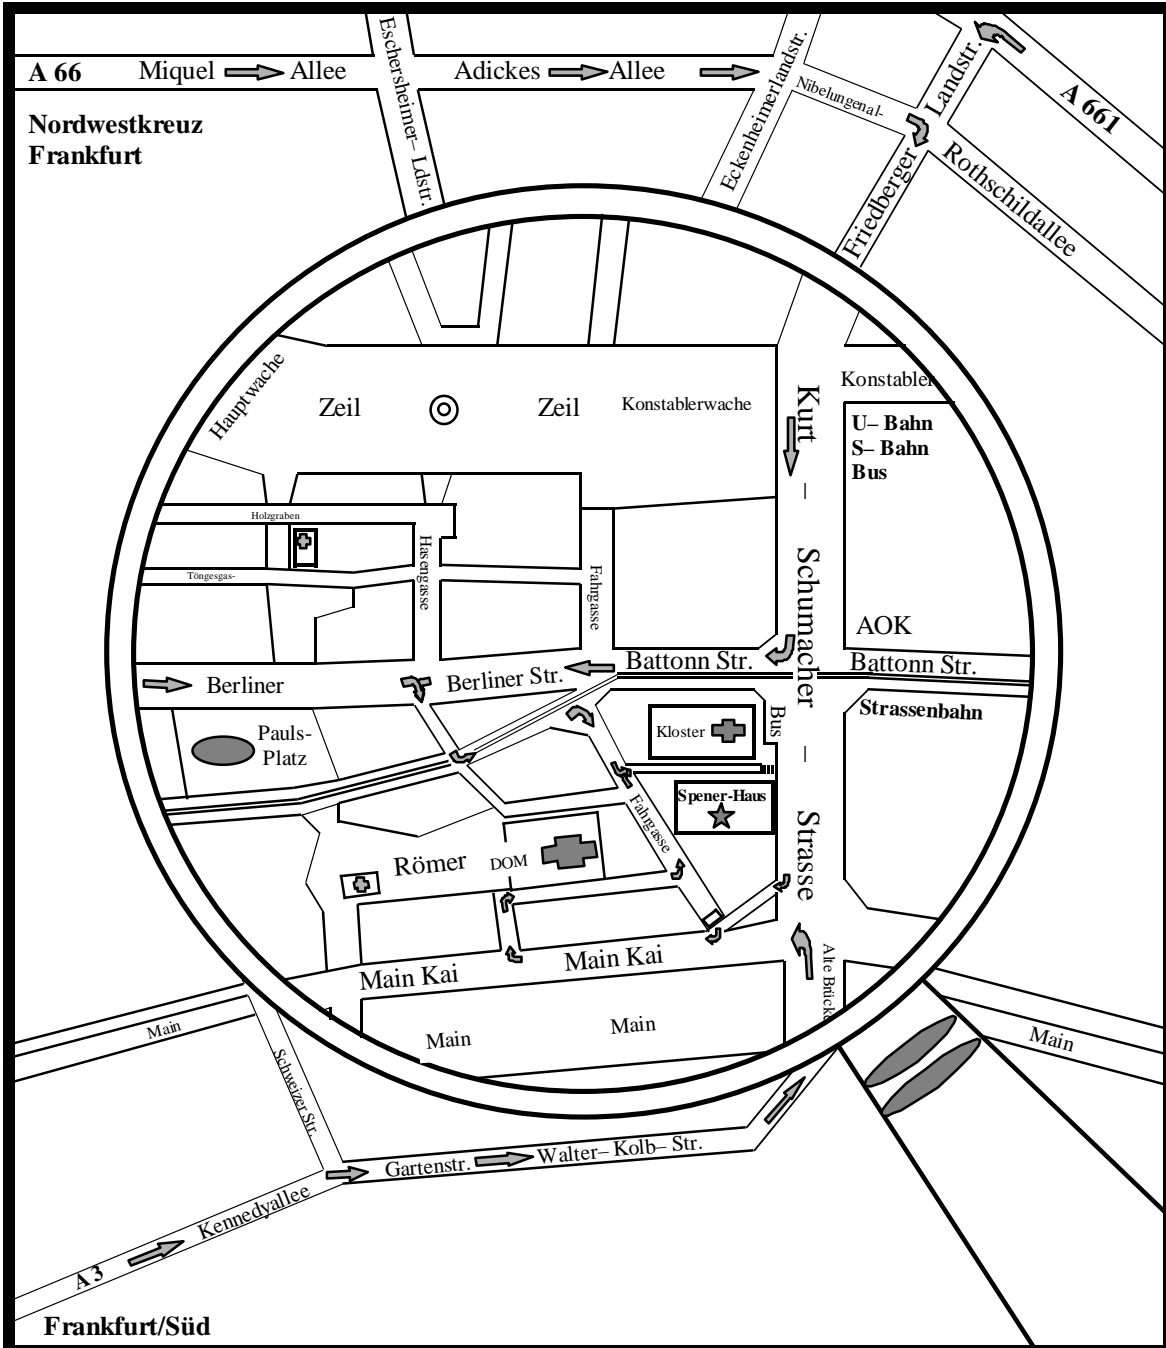 A 66 Miquel Allee
Adickes Allee
Eschersheimer– Ldstr.
Eckenheimerlandstr.
Nibelungenal-
Landstr.
Friedberger
A 661
Rothschildallee
Nordwestkreuz
Frankfurt
Hauptwache
Zeil
Zeil
Konstablerwache
Konstabler
U– Bahn
S– Bahn
Bus
Kurt – Schumacher – Strasse
Holzgraben
Hasengasse
Töngesgas-
Fahrgasse
AOK
Battonn Str.
Battonn Str.
Berliner
Berliner Str.
Strassenbahn
Pauls-
Platz
Kloster
Bus
Spener-Haus
Fahrgasse
Römer
DOM
Main Kai
Main Kai
Alte Brücke
Main
Main
Main
Main
Schweizer Str.
Gartenstr.
Walter– Kolb– Str.
Kennedyallee
A 3
Frankfurt/Süd